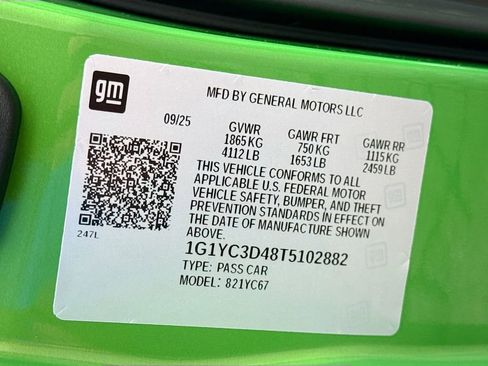 gm
MFD BY GENERAL MOTORS LLC
09/25
GVWR GAWR FRT GAWR RR
1865 KG 750 KG 1115 KG
4112 LB 1653 LB 2459 LB
THIS VEHICLE CONFORMS TO ALL
APPLICABLE U.S. FEDERAL MOTOR
VEHICLE SAFETY, BUMPER, AND THEFT
PREVENTION STANDARDS IN EFFECT ON
THE DATE OF MANUFACTURE SHOWN
ABOVE.
247L
1G1YC3D48T5102882
TYPE: PASS CAR
MODEL: 821YC67